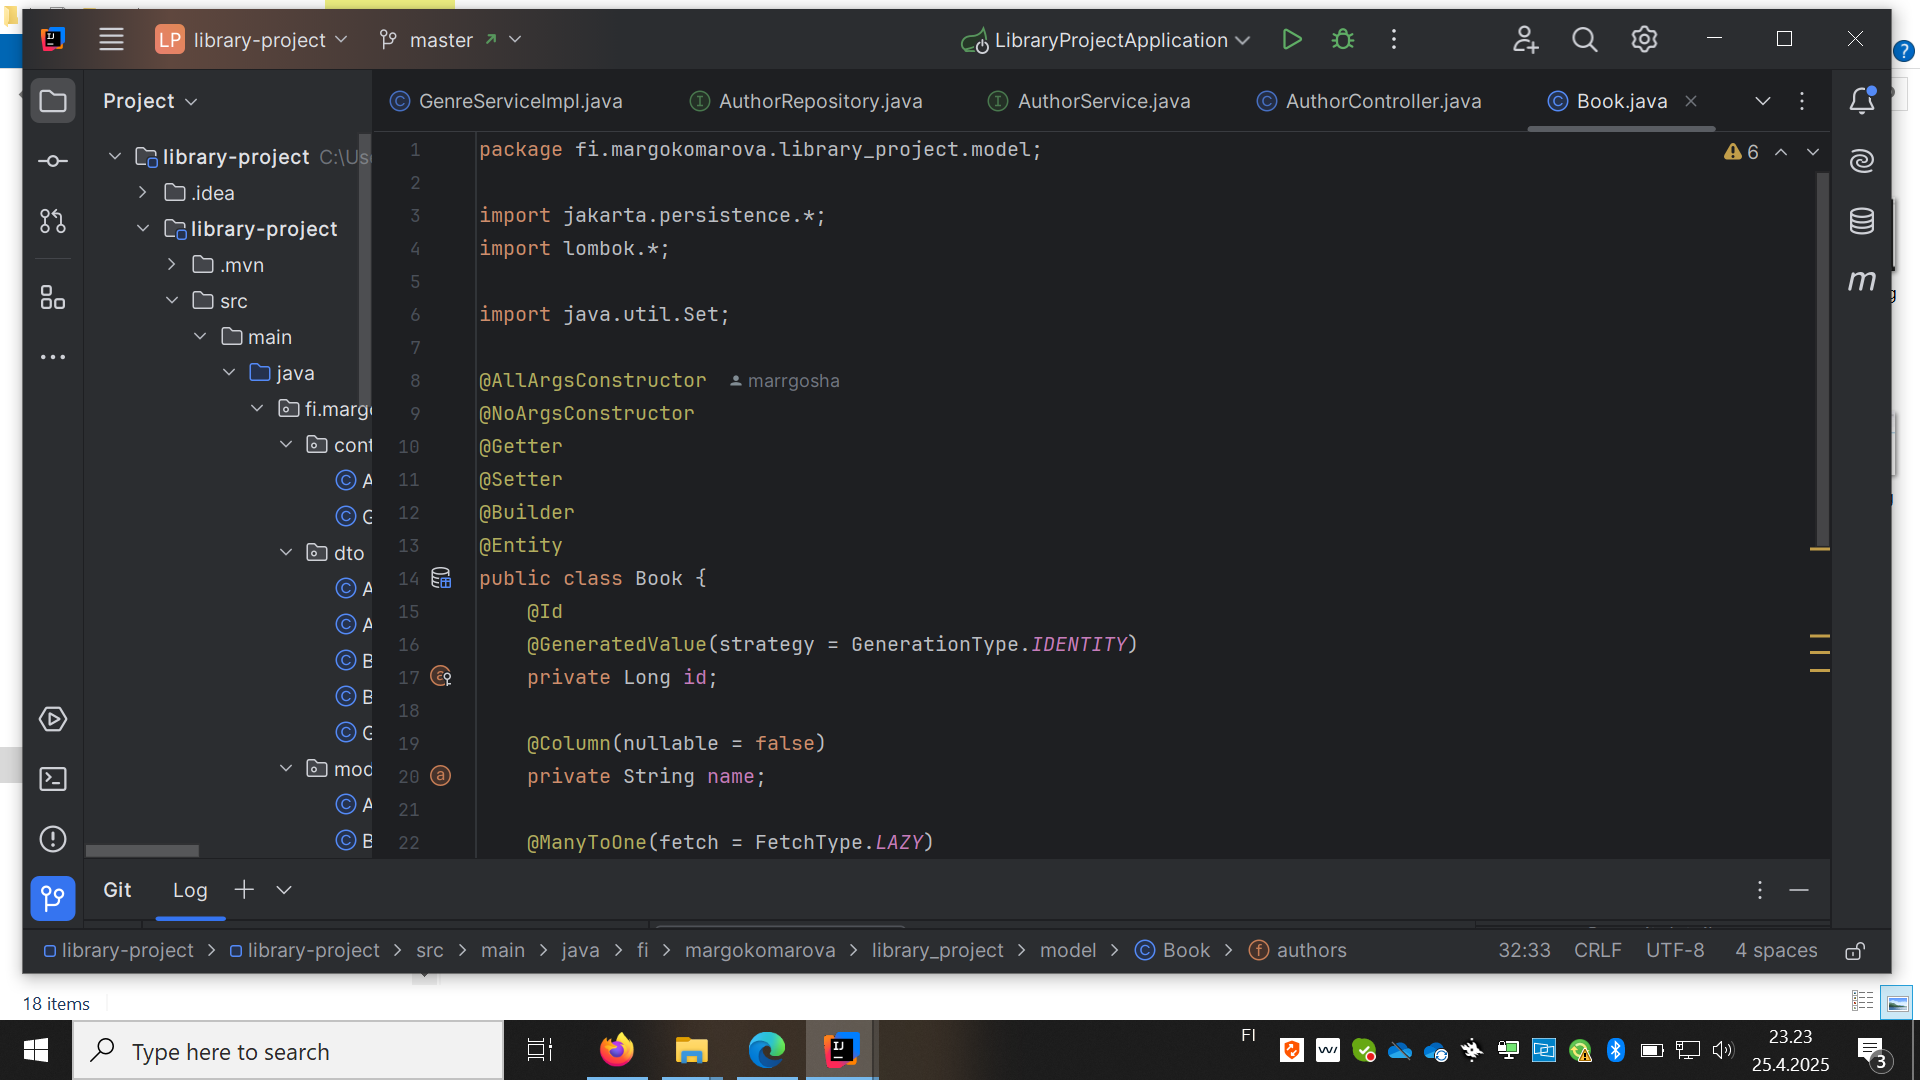 LP library-project
master
LibraryProjectApplication
Project
GenreServiceImpl.java
AuthorRepository.java
AuthorService.java
AuthorController.java
Book.java
library-project C:\Us
.idea
library-project
.mvn
src
main
java
fi.marg
cont
A
G
dto
A
A
B
B
G
mod
A
B
6
1 package fi.margokomarova.library_project.model;
2
3 import jakarta.persistence.*;
4 import lombok.*;
5
6 import java.util.Set;
7
8 @AllArgsConstructor marrgosha
9 @NoArgsConstructor
10 @Getter
11 @Setter
12 @Builder
13 @Entity
14 public class Book {
15 @Id
16 @GeneratedValue(strategy = GenerationType.IDENTITY)
17 private Long id;
18
19 @Column(nullable = false)
20 private String name;
21
22 @ManyToOne(fetch = FetchType.LAZY)
Git Log
library-project > library-project > src > main > java > fi > margokomarova > library_project > model > Book > authors
32:33 CRLF UTF-8 4 spaces
18 items
Type here to search
FI
23.23
25.4.2025
3